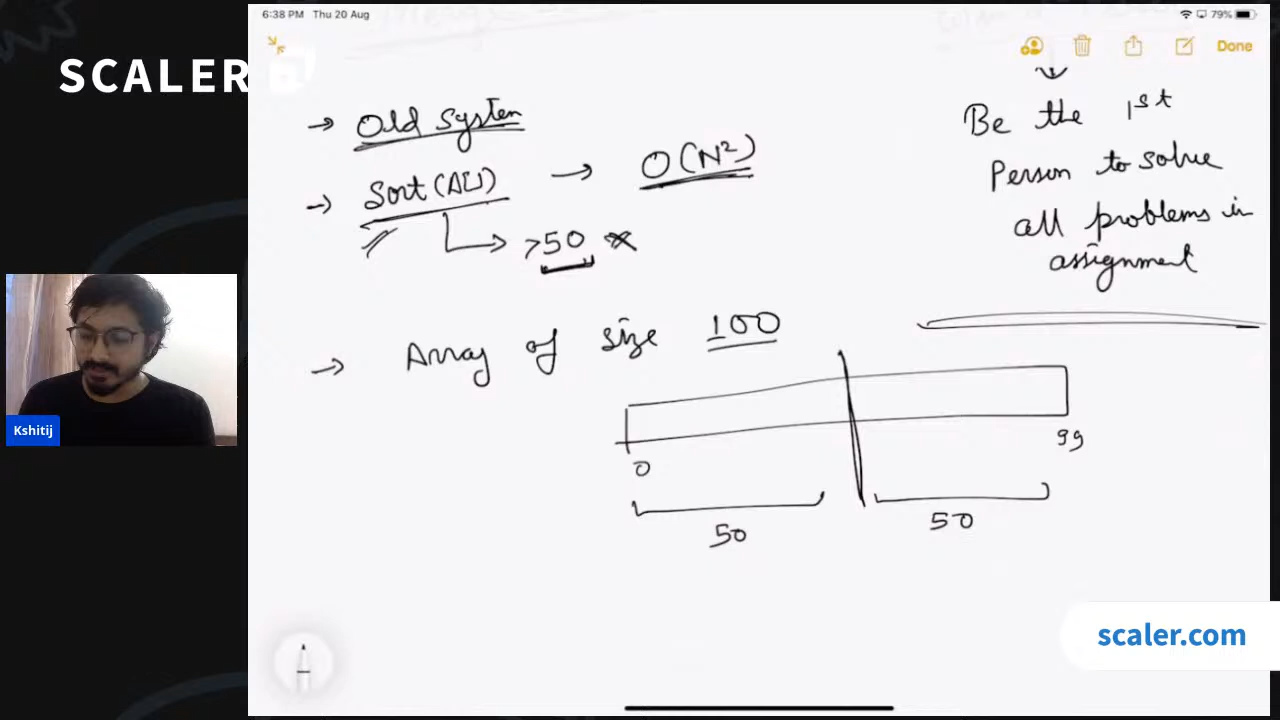 6:38 PM Thu 20 Aug
79%
Done
SCALER
→ Old System
→ Sort(A[]) → O(N²)
→ >50 ×
Be the 1st
Person to solve
all problems in
assignment
→ Array of size 100
0
99
50
50
Kshitij
scaler.com